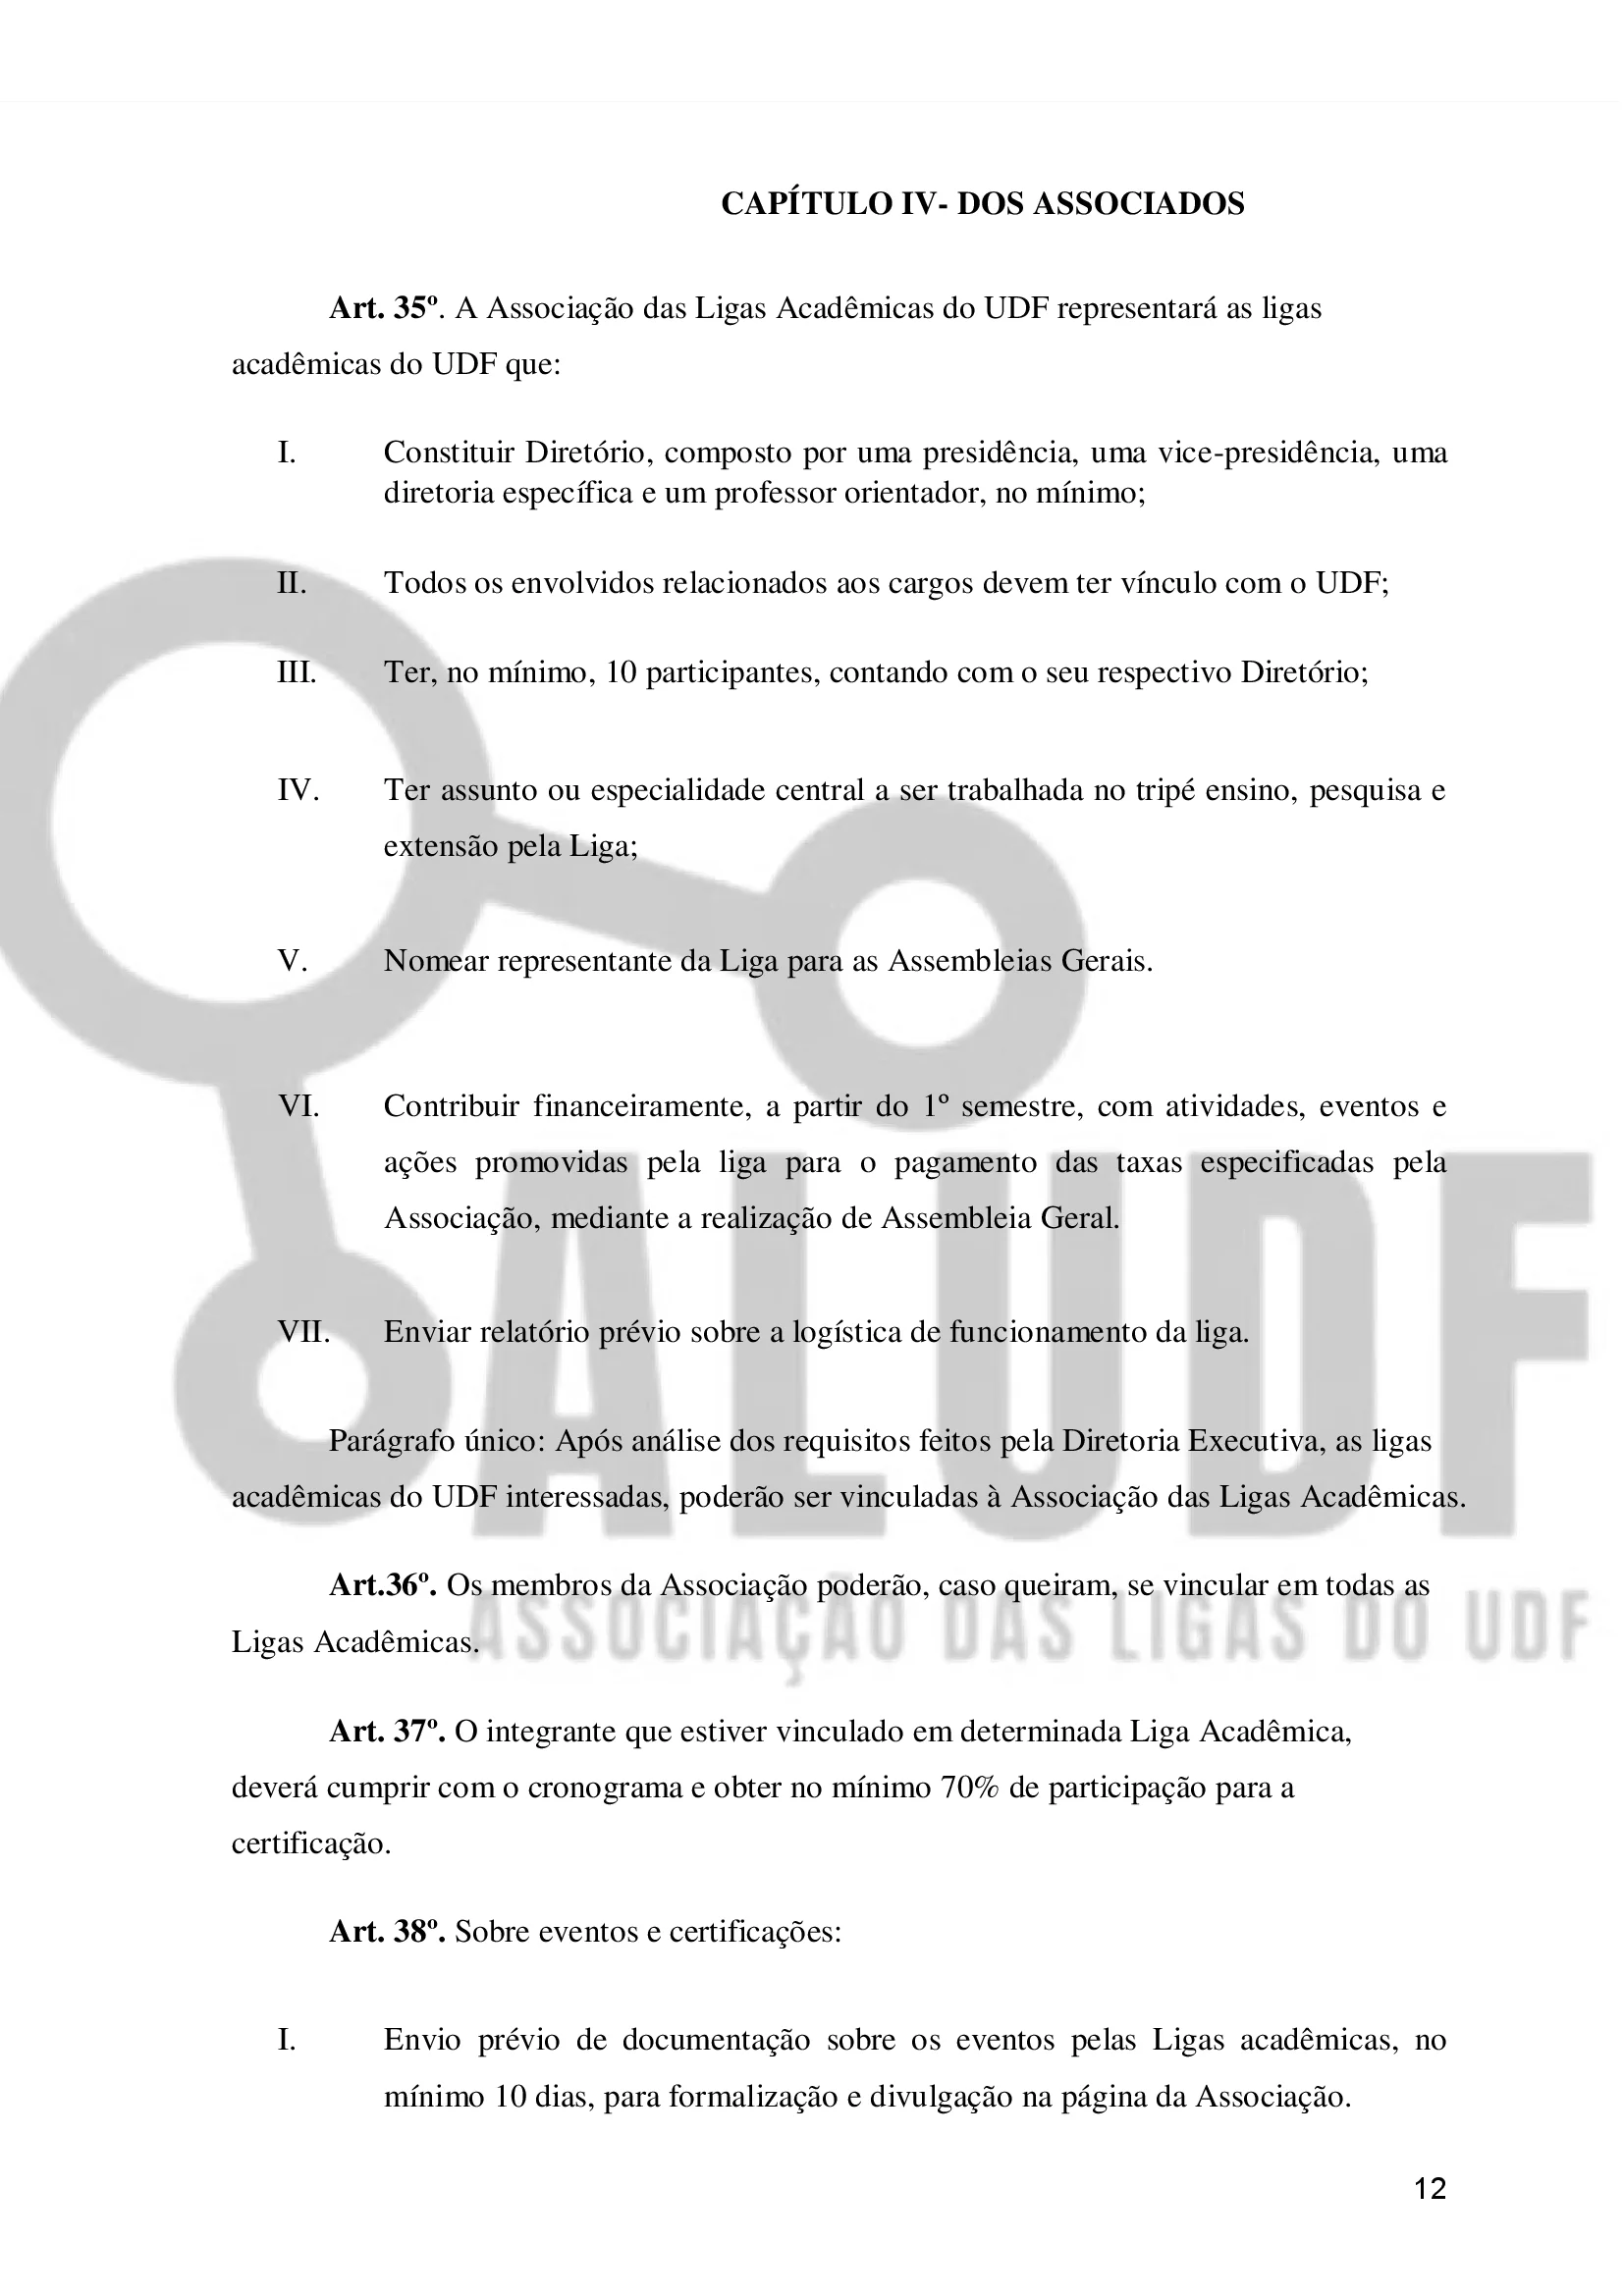 CAPÍTULO IV- DOS ASSOCIADOS
Art. 35º. A Associação das Ligas Acadêmicas do UDF representará as ligas
acadêmicas do UDF que:
I. Constituir Diretório, composto por uma presidência, uma vice-presidência, uma
diretoria específica e um professor orientador, no mínimo;
II. Todos os envolvidos relacionados aos cargos devem ter vínculo com o UDF;
III. Ter, no mínimo, 10 participantes, contando com o seu respectivo Diretório;
IV. Ter assunto ou especialidade central a ser trabalhada no tripé ensino, pesquisa e
extensão pela Liga;
V. Nomear representante da Liga para as Assembleias Gerais.
VI. Contribuir financeiramente, a partir do 1º semestre, com atividades, eventos e
ações promovidas pela liga para o pagamento das taxas especificadas pela
Associação, mediante a realização de Assembleia Geral.
VII. Enviar relatório prévio sobre a logística de funcionamento da liga.
Parágrafo único: Após análise dos requisitos feitos pela Diretoria Executiva, as ligas
acadêmicas do UDF interessadas, poderão ser vinculadas à Associação das Ligas Acadêmicas.
Art.36º. Os membros da Associação poderão, caso queiram, se vincular em todas as
Ligas Acadêmicas.
Art. 37º. O integrante que estiver vinculado em determinada Liga Acadêmica,
deverá cumprir com o cronograma e obter no mínimo 70% de participação para a
certificação.
Art. 38º. Sobre eventos e certificações:
I. Envio prévio de documentação sobre os eventos pelas Ligas acadêmicas, no
mínimo 10 dias, para formalização e divulgação na página da Associação.
12
ALUDF
ASSOCIAÇÃO DAS LIGAS DO UDF